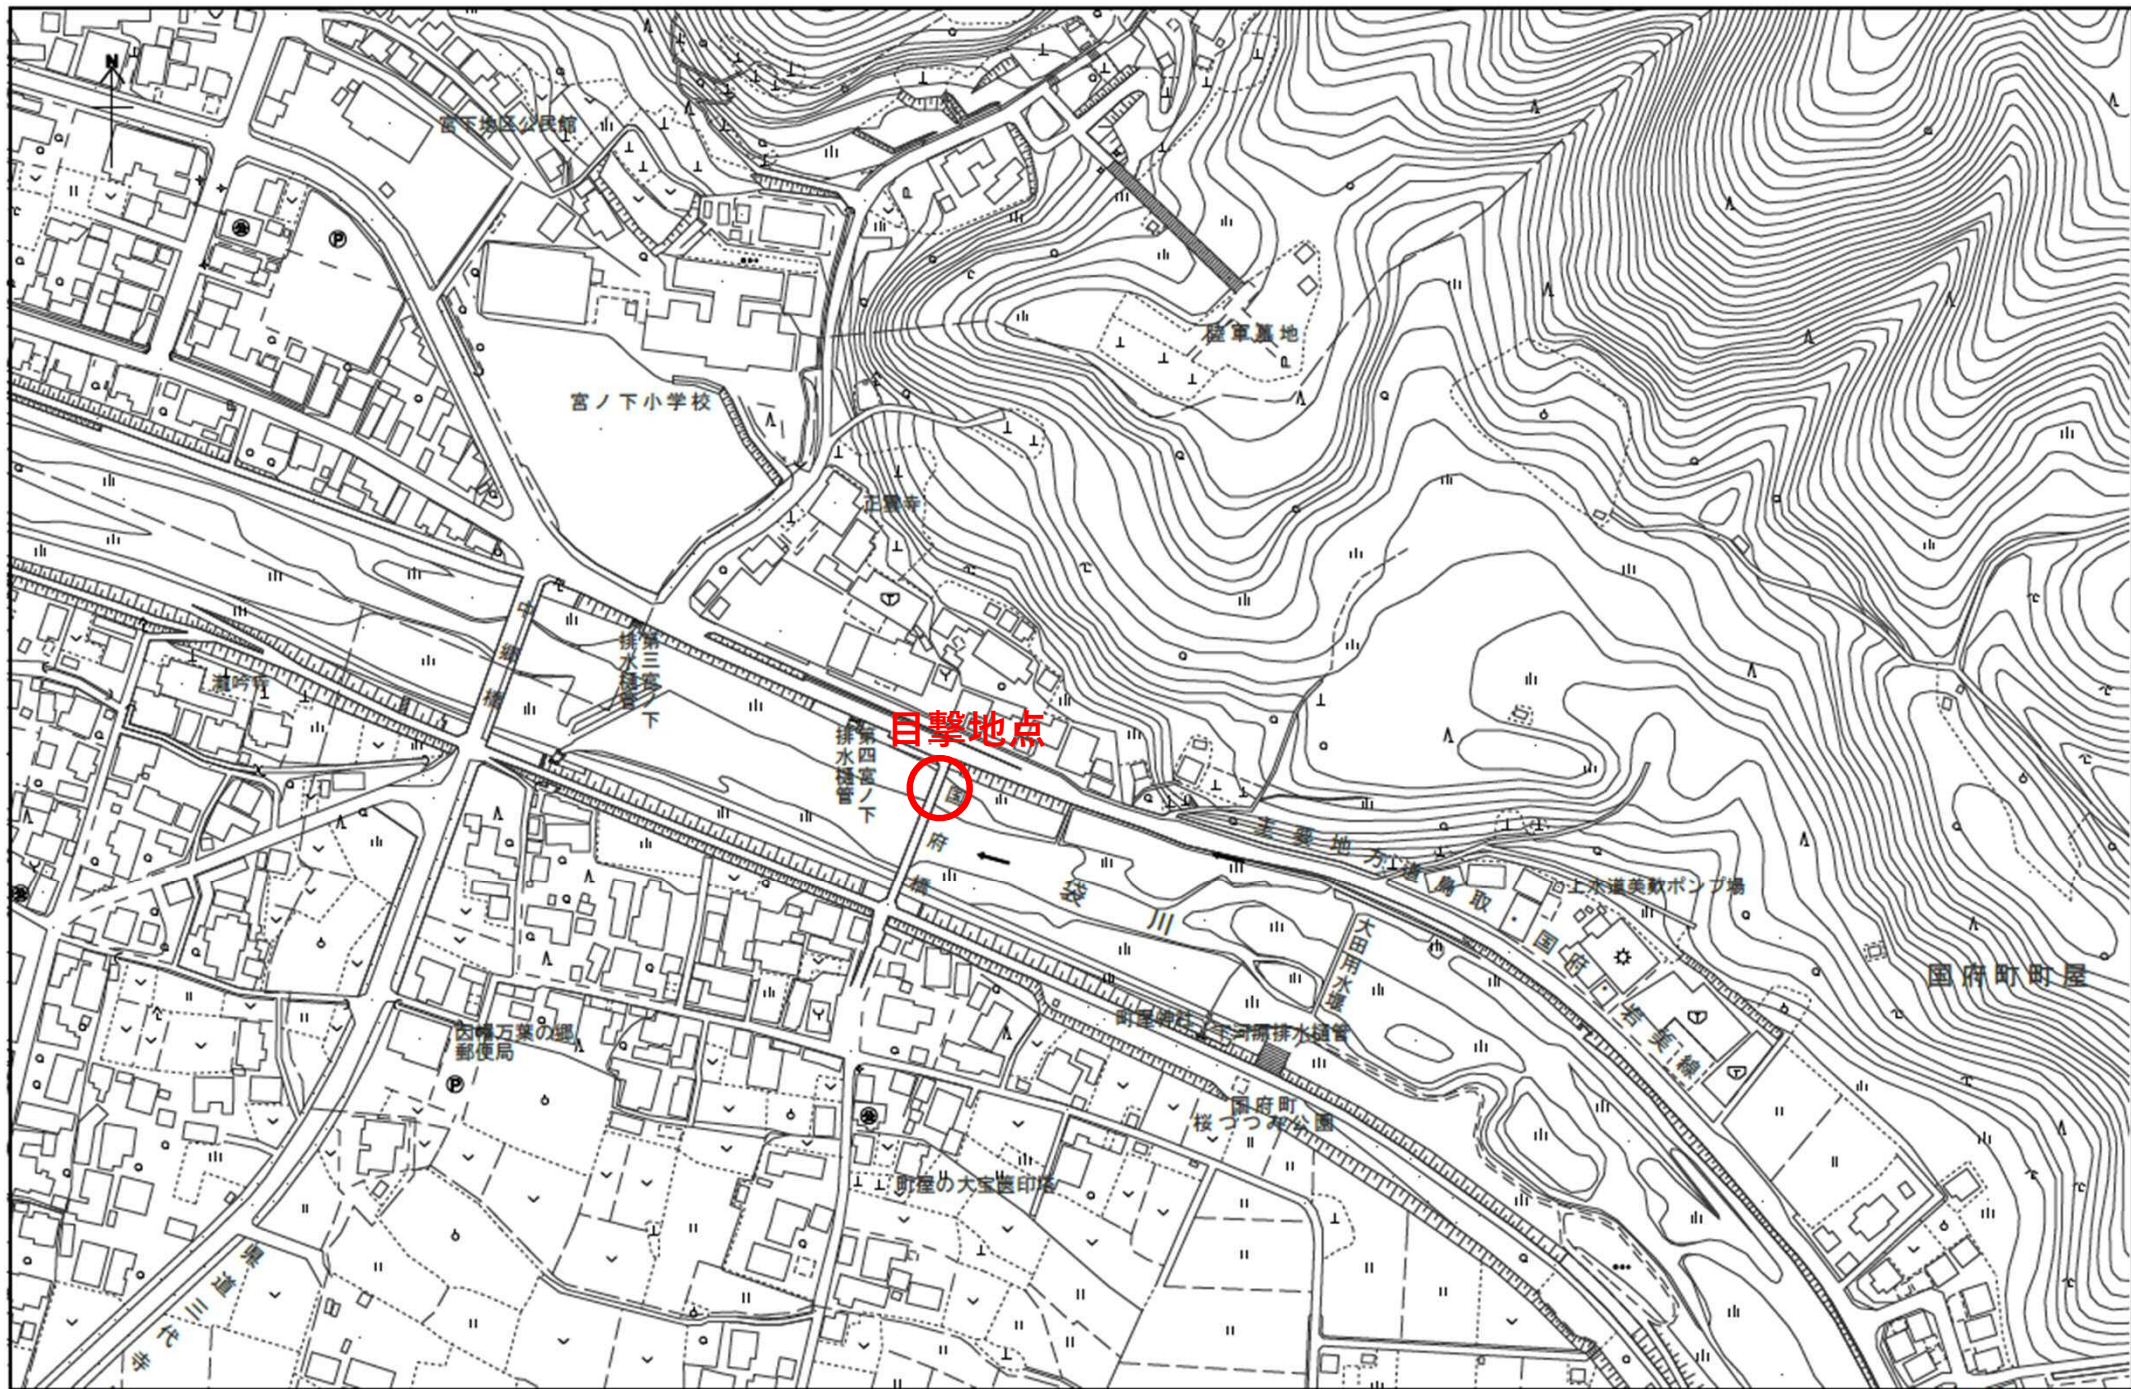 N
宮下地区公民館
陸軍墓地
宮ノ下小学校
正雲寺
中郷橋
第三宮ノ下
排水樋管
目撃地点
第四宮ノ下
排水樋管
国府橋
主要地方道鳥取国府岩美線
上水道美歎ポンプ場
袋川
大田用水堰
国府町町屋
町屋神社
下河原排水樋管
因幡万葉の郷
郵便局
国府町
桜づつみ公園
町屋の大宝篋印塔
県道三代寺